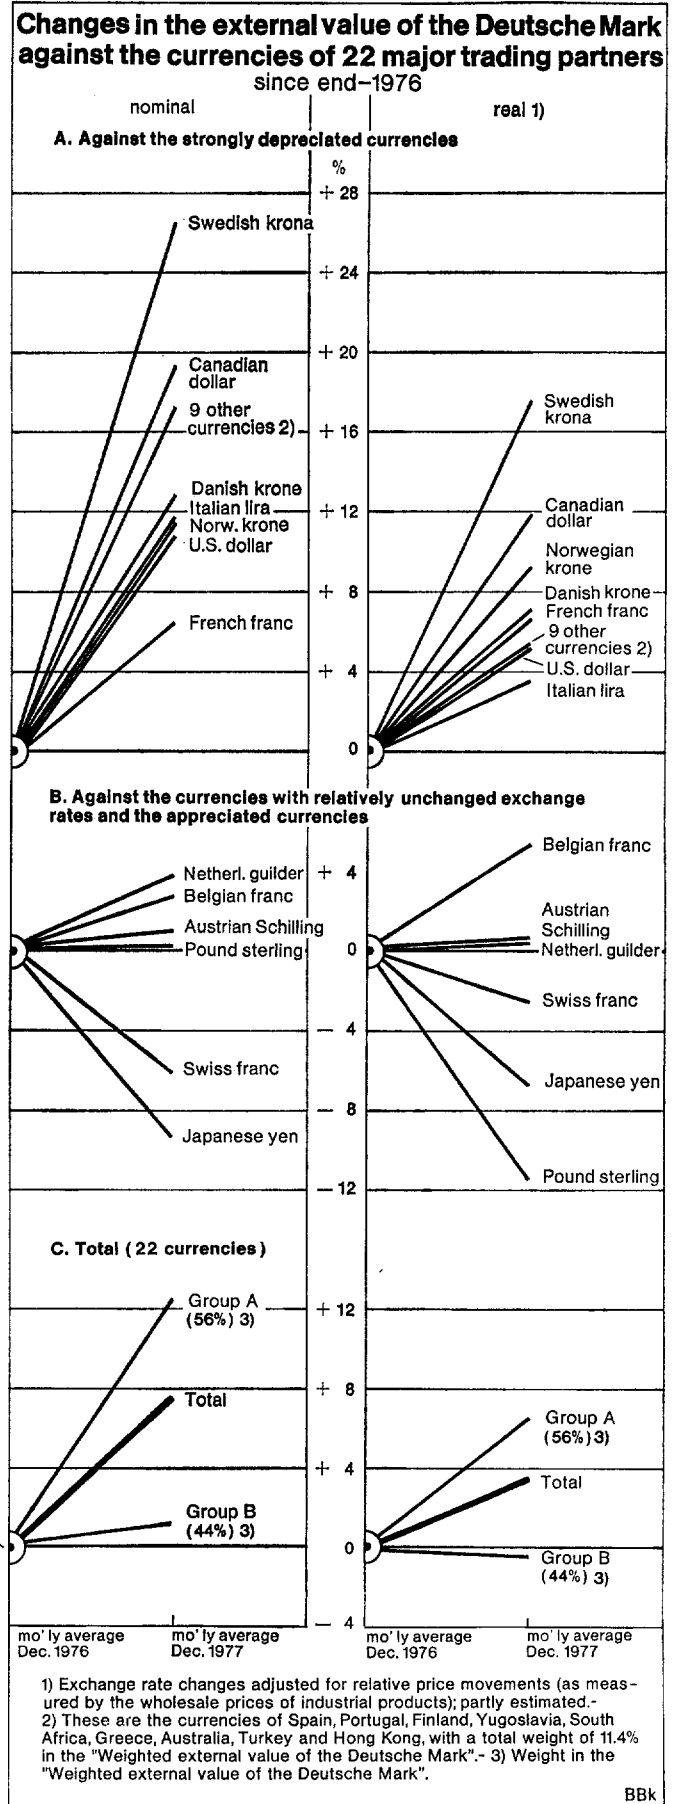 Changes in the external value of the Deutsche Mark
against the currencies of 22 major trading partners
since end–1976
nominal
real 1)
A. Against the strongly depreciated currencies
%
+ 28
Swedish krona
+ 24
+ 20
Canadian
dollar
9 other
currencies 2)
Swedish
krona
+ 16
Danish krone
Italian lira
Norw. krone
U.S. dollar
+ 12
Canadian
dollar
Norwegian
krone
+ 8
Danish krone
French franc
French franc
9 other
currencies 2)
+ 4
U.S. dollar
Italian lira
0
B. Against the currencies with relatively unchanged exchange
rates and the appreciated currencies
Netherl. guilder
Belgian franc
Austrian Schilling
Pound sterling
+ 4
Belgian franc
Austrian
Schilling
0
Netherl. guilder
Swiss franc
– 4
Swiss franc
Japanese yen
– 8
Japanese yen
Pound sterling
– 12
C. Total (22 currencies)
Group A
(56%) 3)
+ 12
Total
+ 8
Group A
(56%) 3)
+ 4
Total
Group B
(44%) 3)
0
Group B
(44%) 3)
– 4
mo'ly average
Dec. 1976
mo'ly average
Dec. 1977
mo'ly average
Dec. 1976
mo'ly average
Dec. 1977
1) Exchange rate changes adjusted for relative price movements (as meas–
ured by the wholesale prices of industrial products); partly estimated.-
2) These are the currencies of Spain, Portugal, Finland, Yugoslavia, South
Africa, Greece, Australia, Turkey and Hong Kong, with a total weight of 11.4%
in the "Weighted external value of the Deutsche Mark".- 3) Weight in the
"Weighted external value of the Deutsche Mark".
BBk